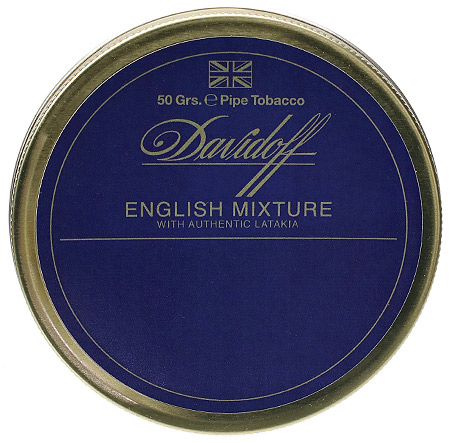 50 Grs. ℮ Pipe Tobacco
Davidoff
ENGLISH MIXTURE
WITH AUTHENTIC LATAKIA